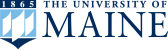 1865 THE UNIVERSITY OF
MAINE